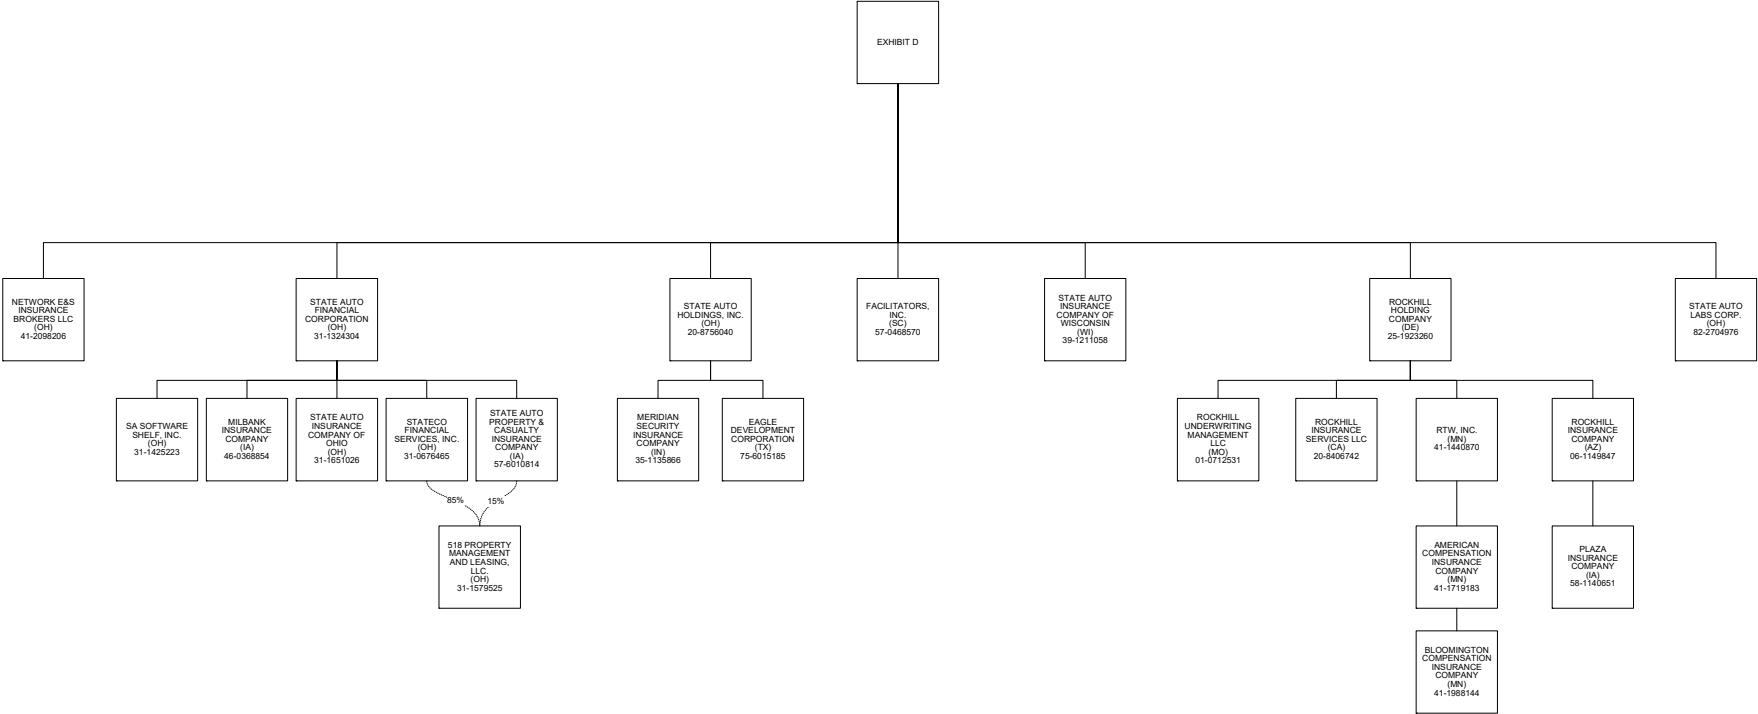 EXHIBIT D
NETWORK E&S
INSURANCE
BROKERS LLC
(OH)
41-2098206
STATE AUTO
FINANCIAL
CORPORATION
(OH)
31-1324304
STATE AUTO
HOLDINGS, INC.
(OH)
20-8756040
FACILITATORS,
INC.
(SC)
57-0468570
STATE AUTO
INSURANCE
COMPANY OF
WISCONSIN
(WI)
39-1211058
ROCKHILL
HOLDING
COMPANY
(DE)
25-1923260
STATE AUTO
LABS CORP.
(OH)
82-2704976
SA SOFTWARE
SHELF, INC.
(OH)
31-1425223
MILBANK
INSURANCE
COMPANY
(IA)
46-0368854
STATE AUTO
INSURANCE
COMPANY OF
OHIO
(OH)
31-1651026
STATECO
FINANCIAL
SERVICES, INC.
(OH)
31-0676465
STATE AUTO
PROPERTY &
CASUALTY
INSURANCE
COMPANY
(IA)
57-6010814
MERIDIAN
SECURITY
INSURANCE
COMPANY
(IN)
35-1135866
EAGLE
DEVELOPMENT
CORPORATION
(TX)
75-6015185
ROCKHILL
UNDERWRITING
MANAGEMENT
LLC
(MO)
01-0712531
ROCKHILL
INSURANCE
SERVICES LLC
(CA)
20-8406742
RTW, INC.
(MN)
41-1440870
ROCKHILL
INSURANCE
COMPANY
(AZ)
06-1149847
85%
15%
518 PROPERTY
MANAGEMENT
AND LEASING,
LLC.
(OH)
31-1579525
AMERICAN
COMPENSATION
INSURANCE
COMPANY
(MN)
41-1719183
PLAZA
INSURANCE
COMPANY
(IA)
58-1140651
BLOOMINGTON
COMPENSATION
INSURANCE
COMPANY
(MN)
41-1988144